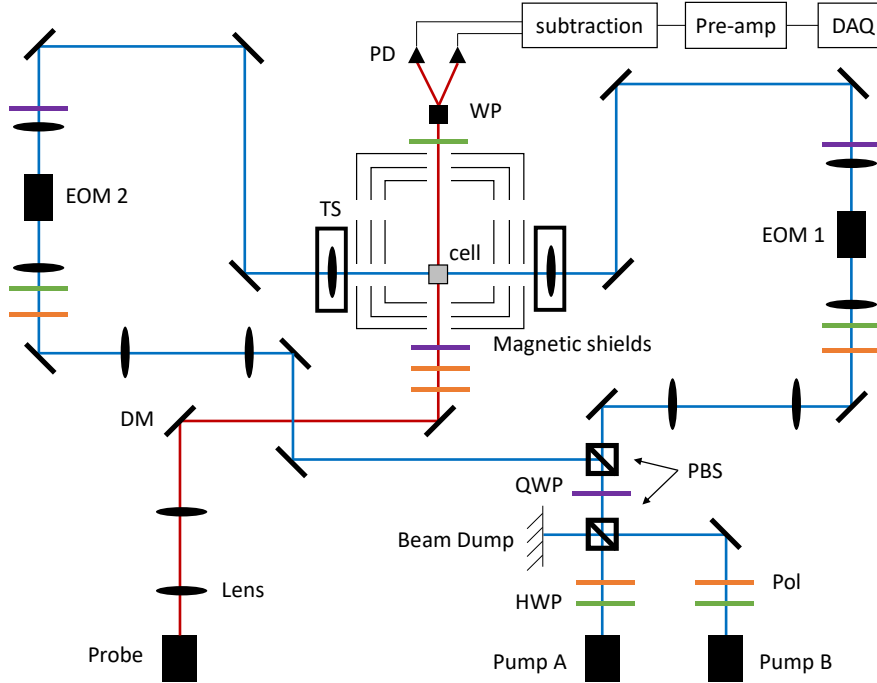 subtraction
Pre-amp
DAQ
PD
WP
EOM 2
TS
cell
EOM 1
Magnetic shields
DM
PBS
QWP
Beam Dump
Lens
Pol
HWP
Probe
Pump A
Pump B